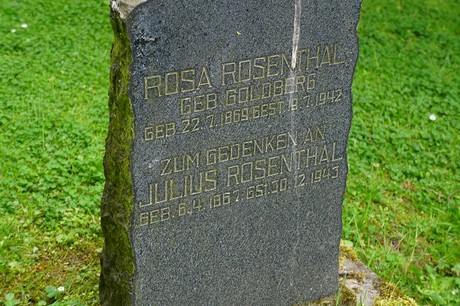 ROSA ROSENTHAL
GEB GOLDBERG
GEB. 22. 7. 1869 GEST. 8. 7. 1942
ZUM GEDENKEN AN
JULIUS ROSENTHAL
GEB. 6. 4. 1867 GEST. 30. 12. 1943